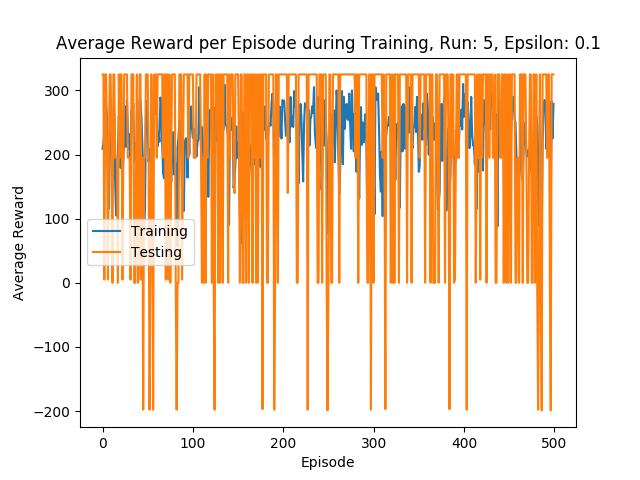 Average Reward per Episode during Training, Run: 5, Epsilon: 0.1
300
200
100
0
−100
−200
Average Reward
Training
Testing
0 100 200 300 400 500
Episode